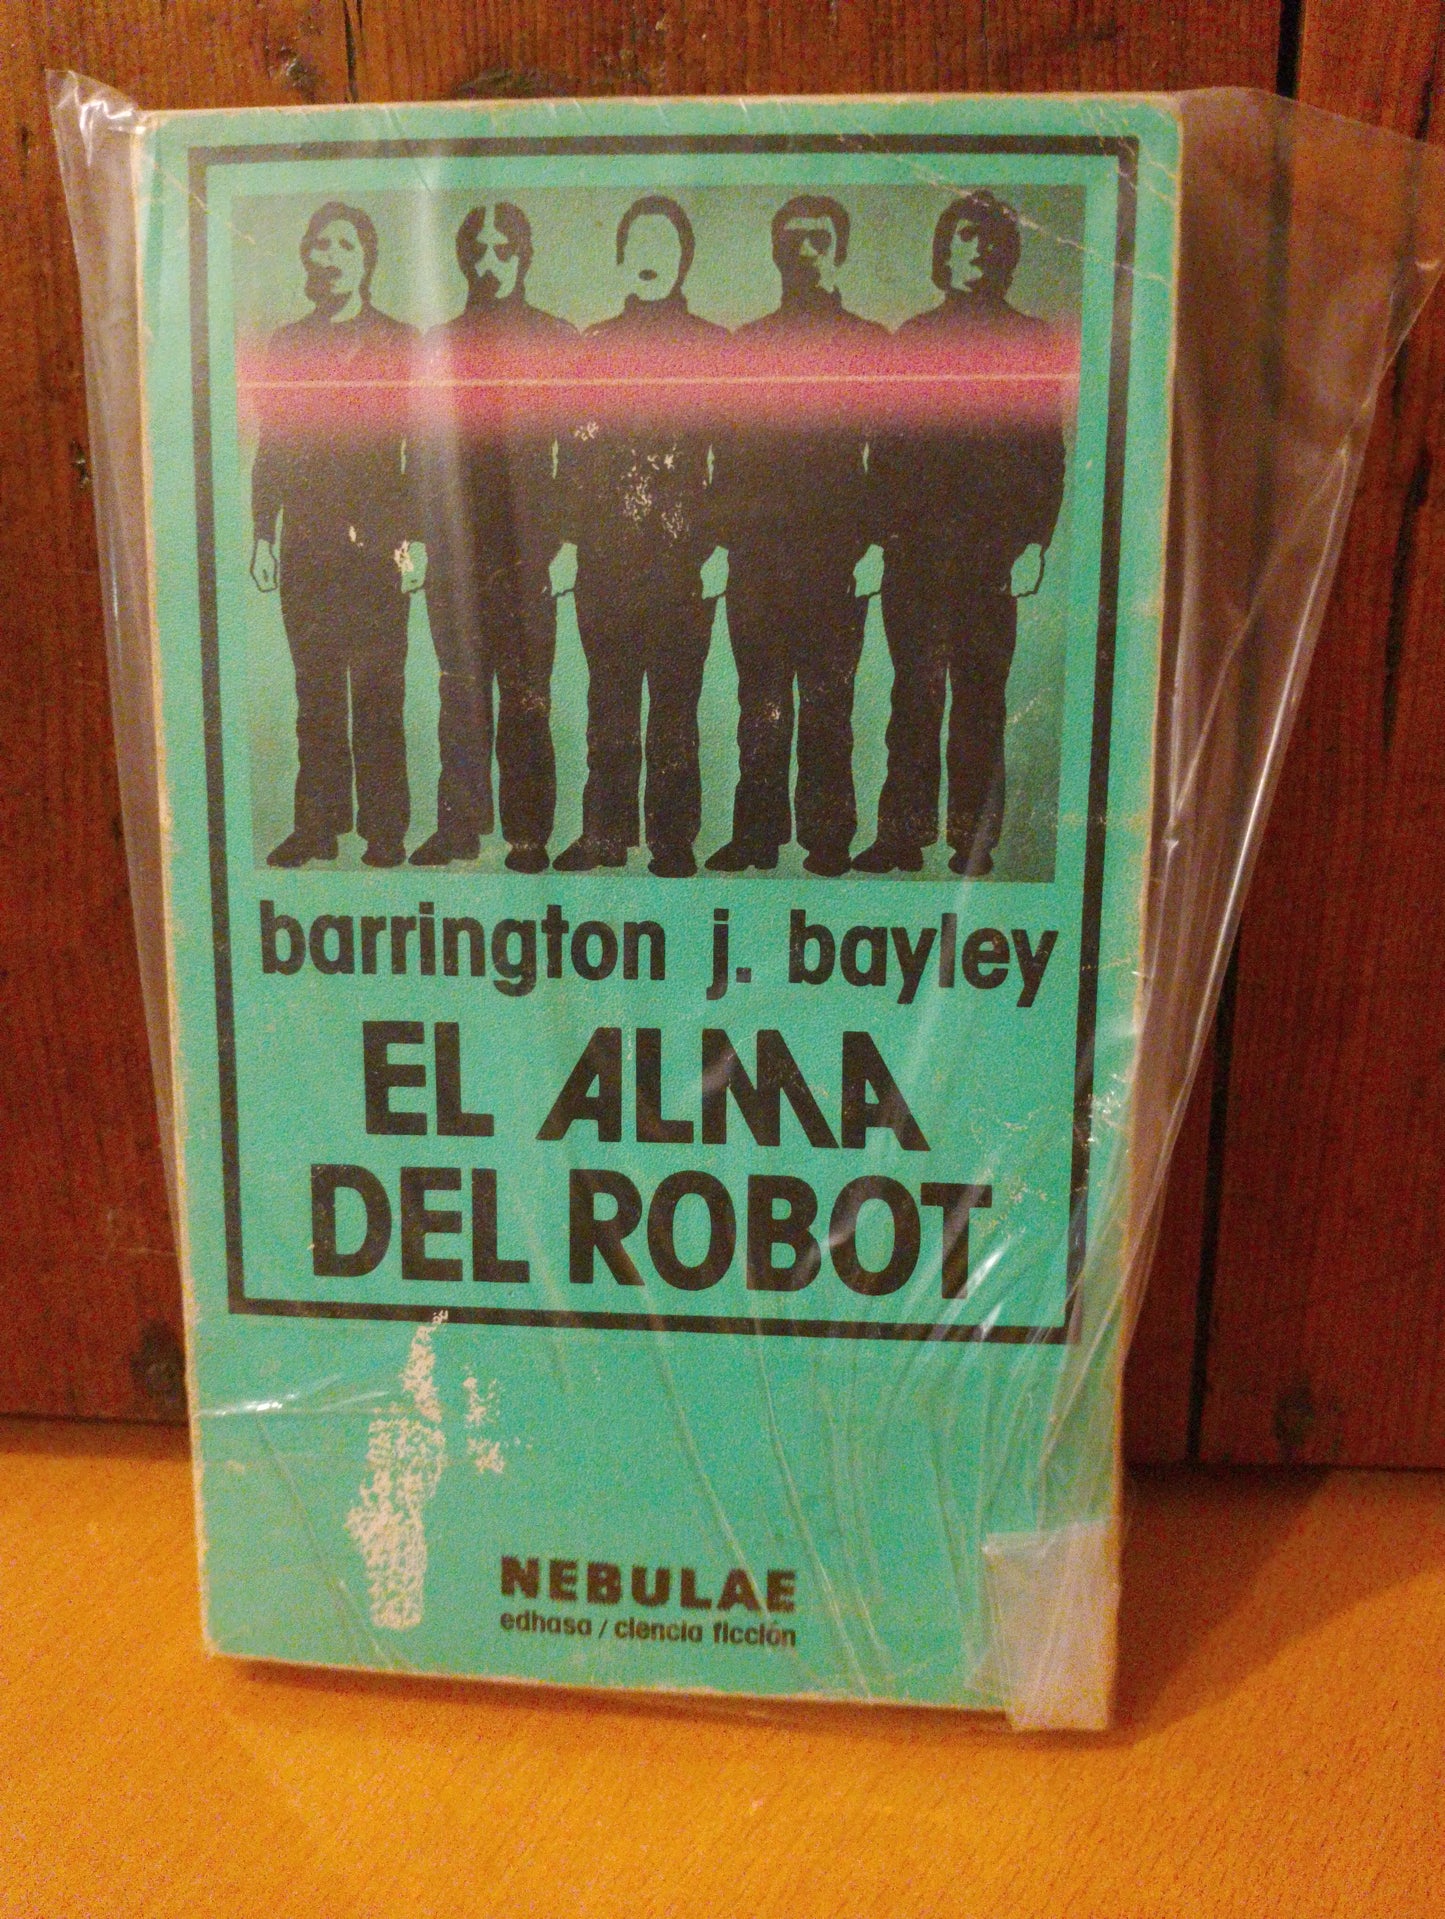 barrington j. bayley
EL ALMA
DEL ROBOT
NEBULAE
edhasa / ciencia ficción